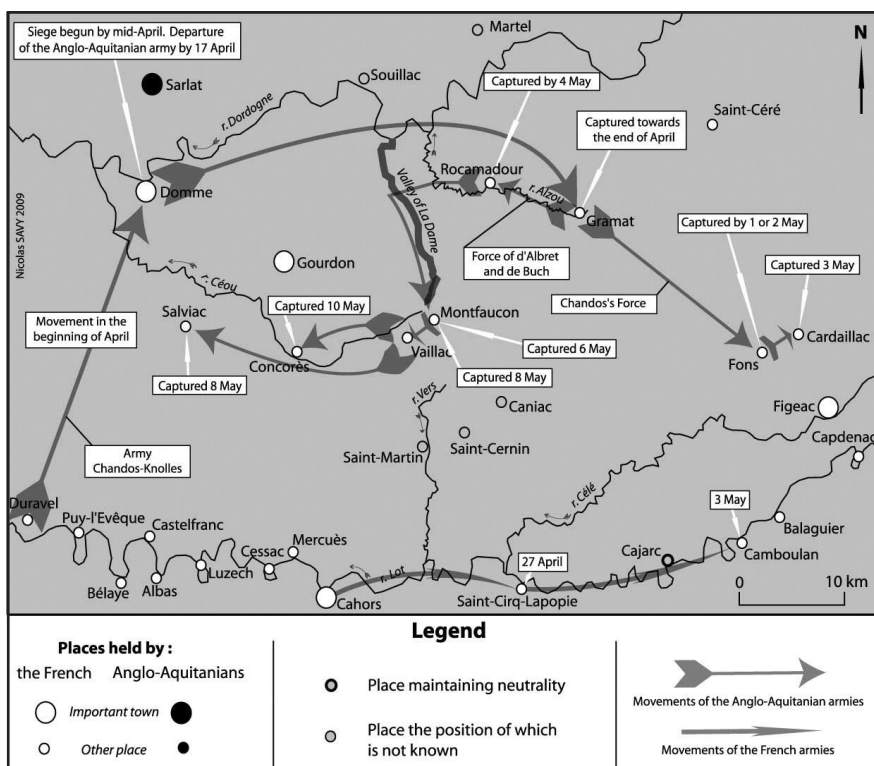 Siege begun by mid-April. Departure
of the Anglo-Aquitanian army by 17 April
Martel
N
Sarlat
Souillac
Captured by 4 May
Saint-Céré
r. Dordogne
Captured towards
the end of April
Rocamadour
Domme
Valley of La Dame
r. Alzou
Gramat
Captured by 1 or 2 May
Nicolas SAVY 2009
Gourdon
Force of d'Albret
and de Buch
Captured 3 May
r. Céou
Chandos's Force
Captured 10 May
Montfaucon
Movement in the
beginning of April
Salviac
Cardaillac
Vaillac
Captured 6 May
Fons
Concorès
Captured 8 May
Captured 8 May
r. Vers
Caniac
Figeac
Army
Chandos-Knolles
Saint-Martin
Saint-Cernin
Capdenac
r. Célé
Duravel
3 May
Puy-l'Evêque
Castelfranc
Balaguier
Mercuès
Cessac
27 April
Cajarc
Camboulan
Luzech
r. Lot
Bélaye
Albas
0
10 km
Cahors
Saint-Cirq-Lapopie
Legend
Places held by :
the French
Anglo-Aquitanians
Important town
Other place
Place maintaining neutrality
Place the position of which
is not known
Movements of the Anglo-Aquitanian armies
Movements of the French armies